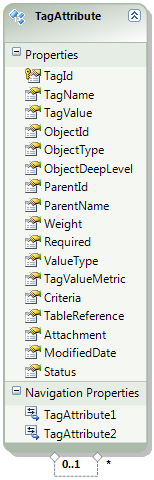 TagAttribute
Properties
TagId
TagName
TagValue
ObjectId
ObjectType
ObjectDeepLevel
ParentId
ParentName
Weight
Required
ValueType
TagValueMetric
Criteria
TableReference
Attachment
ModifiedDate
Status
Navigation Properties
TagAttribute1
TagAttribute2
0..1 *